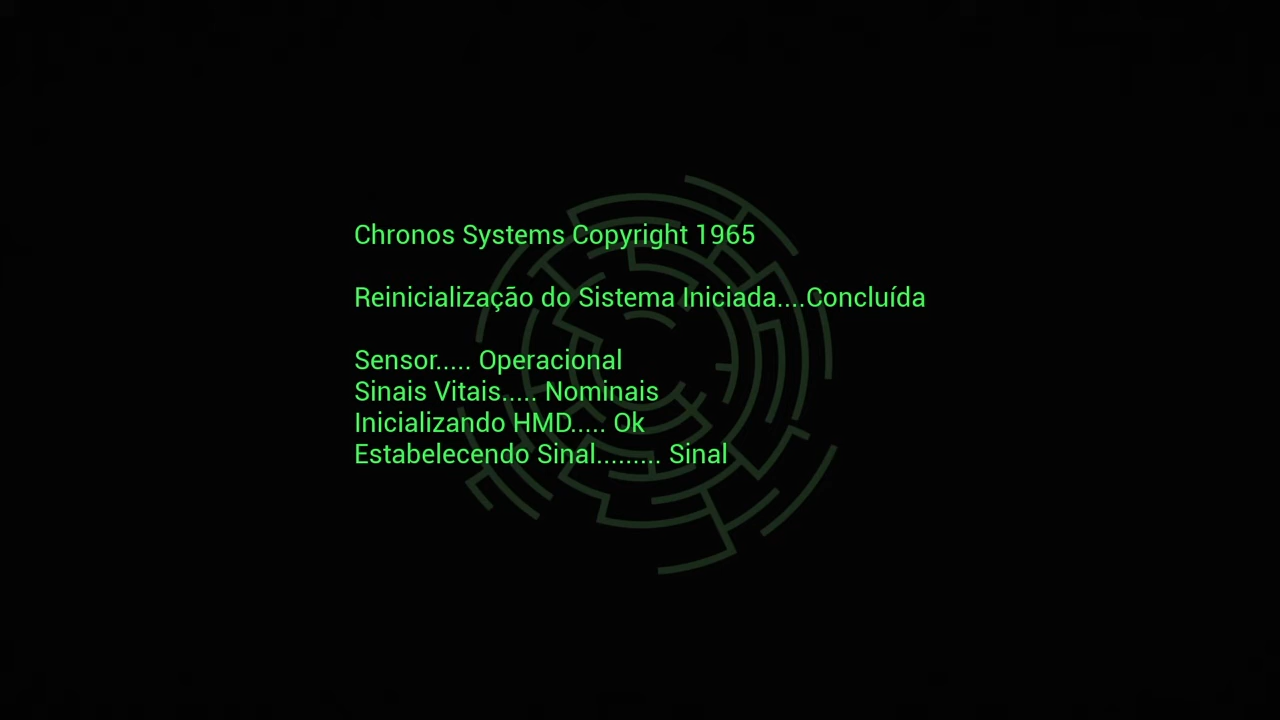 Chronos Systems Copyright 1965
Reinicialização do Sistema Iniciada....Concluída
Sensor..... Operacional
Sinais Vitais..... Nominais
Inicializando HMD..... Ok
Estabelecendo Sinal......... Sinal